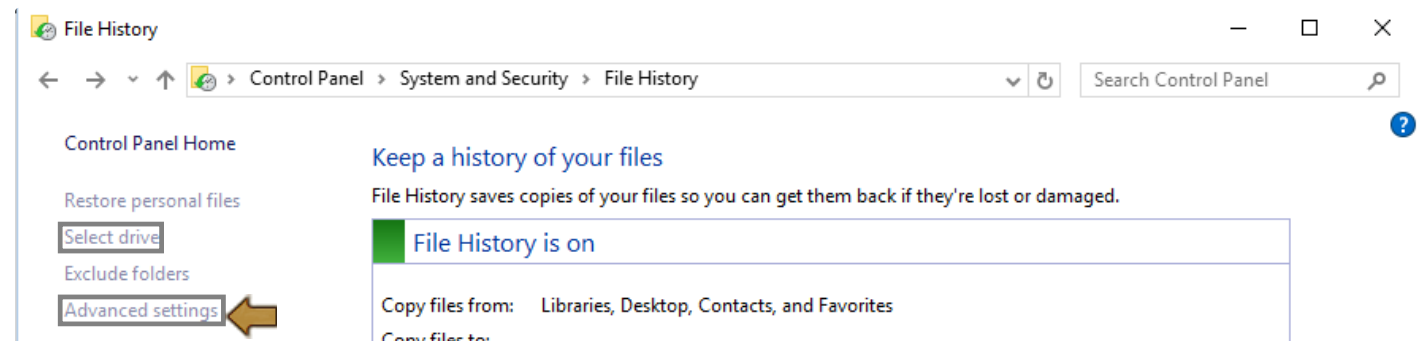 File History
Control Panel > System and Security > File History
Search Control Panel
Control Panel Home
Restore personal files
Select drive
Exclude folders
Advanced settings
?
Keep a history of your files
File History saves copies of your files so you can get them back if they're lost or damaged.
File History is on
Copy files from: Libraries, Desktop, Contacts, and Favorites
Copy files to: